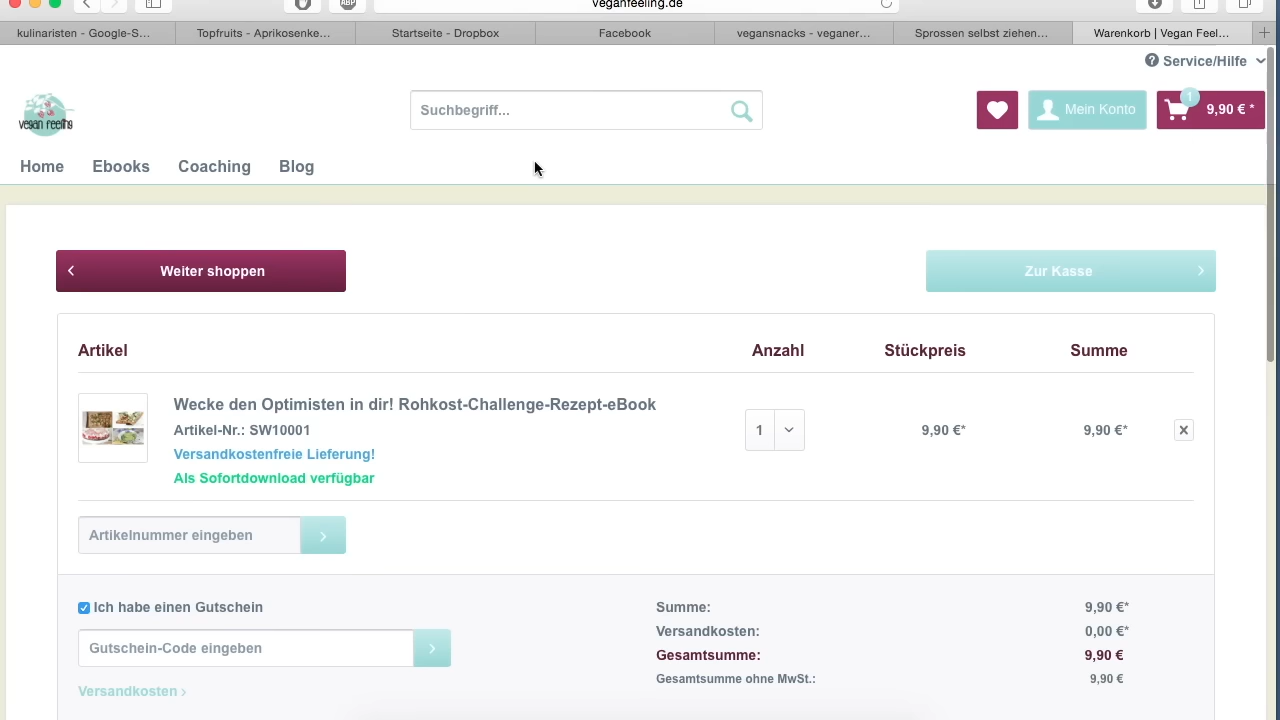 veganfeeling.de
kulinaristen - Google-S...
Topfruits - Aprikosenke...
Startseite - Dropbox
Facebook
vegansnacks - veganer...
Sprossen selbst ziehen...
Warenkorb | Vegan Feel...
ABP
Service/Hilfe
vegan feeling
Suchbegriff...
Mein Konto
1
9,90 € *
Home
Ebooks
Coaching
Blog
Weiter shoppen
Zur Kasse
Artikel
Anzahl
Stückpreis
Summe
Wecke den Optimisten in dir! Rohkost-Challenge-Rezept-eBook
Artikel-Nr.: SW10001
Versandkostenfreie Lieferung!
Als Sofortdownload verfügbar
1
9,90 €*
9,90 €*
Artikelnummer eingeben
Ich habe einen Gutschein
Gutschein-Code eingeben
Versandkosten
Summe: 9,90 €*
Versandkosten: 0,00 €*
Gesamtsumme: 9,90 €
Gesamtsumme ohne MwSt.: 9,90 €